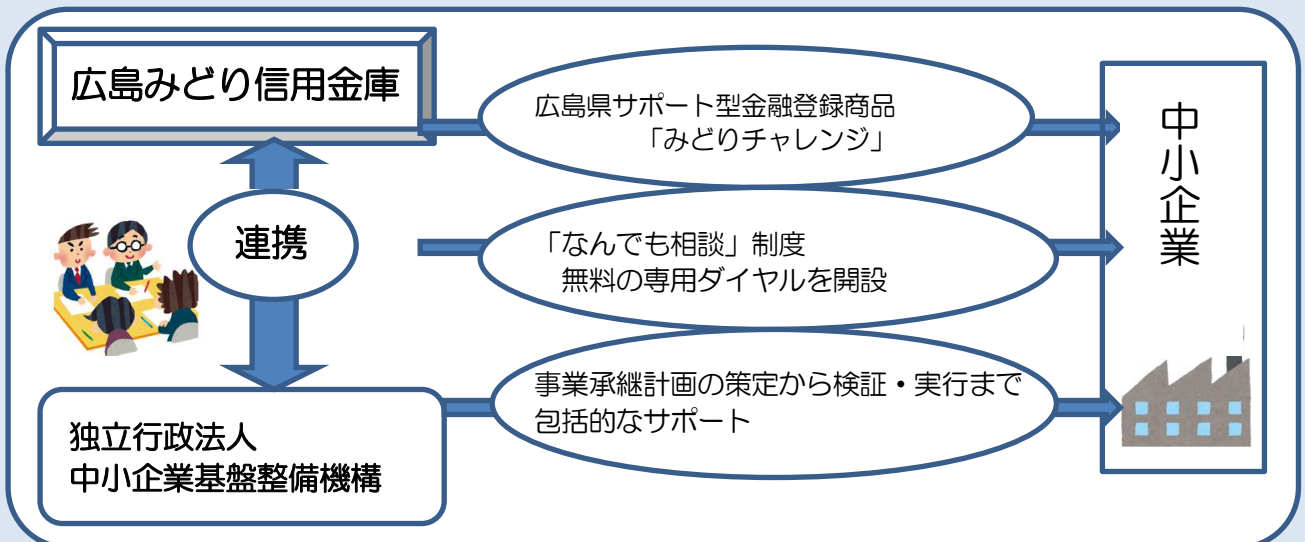 広島みどり信用金庫
広島県サポート型金融登録商品
「みどりチャレンジ」
中小企業
連携
「なんでも相談」制度
無料の専用ダイヤルを開設
事業承継計画の策定から検証・実行まで
包括的なサポート
独立行政法人
中小企業基盤整備機構